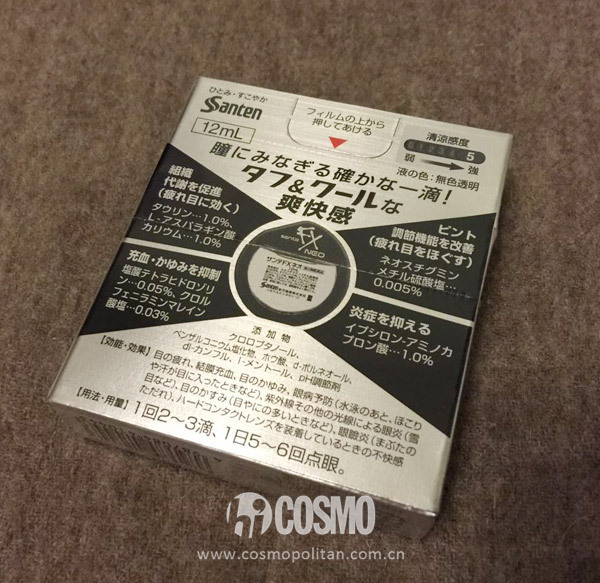 ひとみ・すこやか
Santen
12mL
フィルムの上から
押してあける
清涼感度
5
弱 強
液の色:無色透明
瞳にみなぎる確かな一滴!
タフ&クールな
爽快感
組織
代謝を促進
(疲れ目に効く)
タウリン…1.0%、
L-アスパラギン酸
カリウム…1.0%
ピント
調節機能を改善
(疲れ目をほぐす)
ネオスチグミン
メチル硫酸塩…
0.005%
sante
FX
NEO
サンテFXネオ
Santen
充血・かゆみを抑制
塩酸テトラヒドロゾリ
ン…0.05%、クロル
フェニラミンマレイン
酸塩…0.03%
炎症を抑える
イプシロン-アミノカ
プロン酸…1.0%
添加物
クロロブタノール、
ベンザルコニウム塩化物、ホウ酸、d-ボルネオール、
dl-カンフル、l-メントール、pH調節剤
【効能・効果】目の疲れ、結膜充血、目のかゆみ、眼病予防(水泳のあと、ほこり
や汗が目に入ったときなど)、紫外線その他の光線による眼炎(雪
目など)、目のかすみ(目やにの多いときなど)、眼瞼炎(まぶたの
ただれ)、ハードコンタクトレンズを装着しているときの不快感
【用法・用量】1回2~3滴、1日5~6回点眼。
COSMO
www.cosmopolitan.com.cn